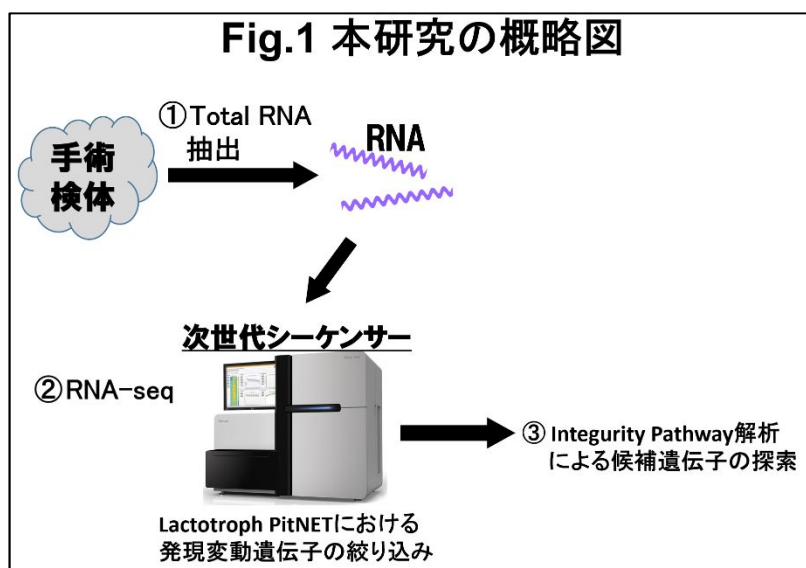 Fig.1 本研究の概略図
①Total RNA
抽出
手術
検体
RNA
次世代シーケンサー
②RNA-seq
③ Integurity Pathway解析
による候補遺伝子の探索
Lactotroph PitNETにおける
発現変動遺伝子の絞り込み